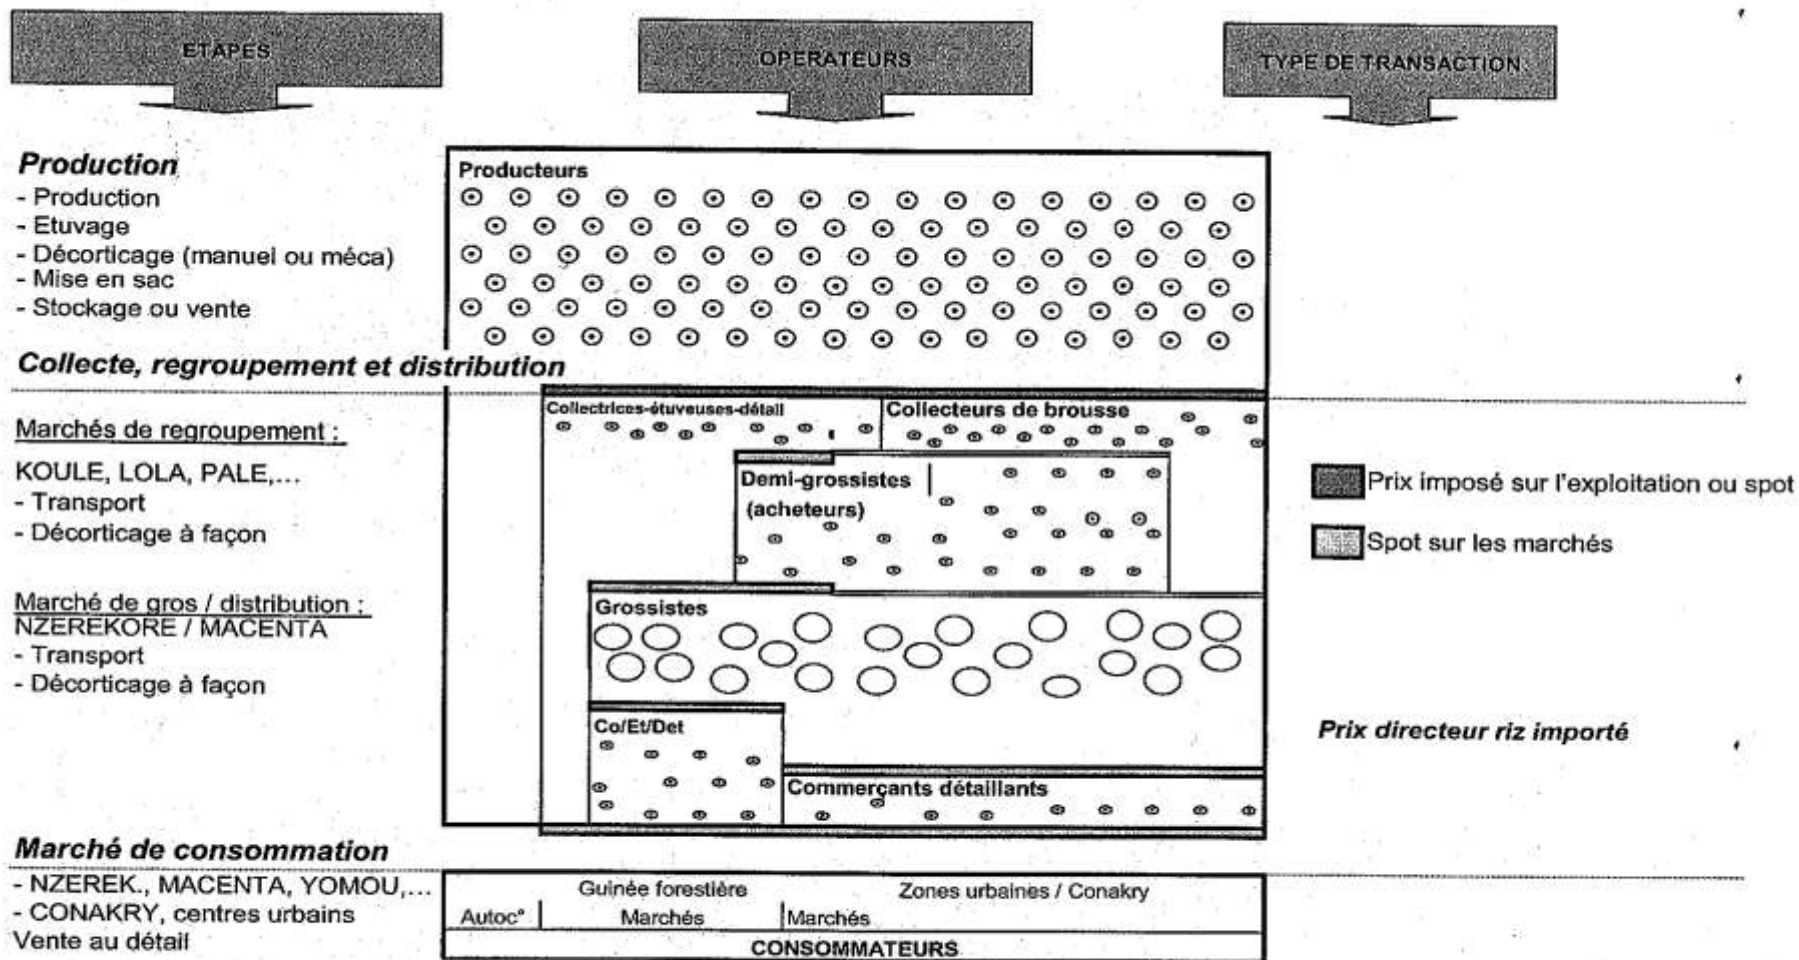 ETAPES
OPERATEURS
TYPE DE TRANSACTION
Production
- Production
- Etuvage
- Décorticage (manuel ou méca)
- Mise en sac
- Stockage ou vente
Producteurs
Collecte, regroupement et distribution
Marchés de regroupement :
KOULE, LOLA, PALE,...
- Transport
- Décorticage à façon
Marché de gros / distribution :
NZEREKORE / MACENTA
- Transport
- Décorticage à façon
Collectrices-étuveuses-détail
Collecteurs de brousse
Demi-grossistes
(acheteurs)
Grossistes
Co/Et/Det
Commerçants détaillants
Prix imposé sur l'exploitation ou spot
Spot sur les marchés
Prix directeur riz importé
Marché de consommation
- NZEREK., MACENTA, YOMOU,...
- CONAKRY, centres urbains
Vente au détail
Guinée forestière
Zones urbaines / Conakry
Autoc°
Marchés
Marchés
CONSOMMATEURS